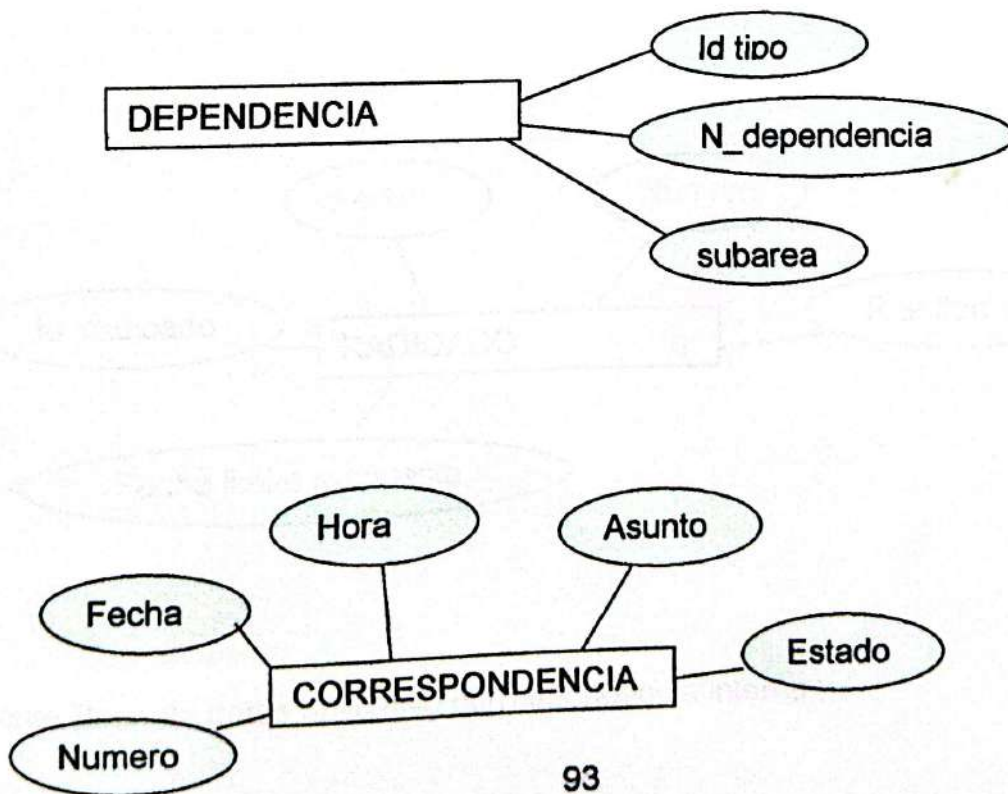 Id tipo
DEPENDENCIA
N_dependencia
subarea
Hora
Asunto
Fecha
Estado
CORRESPONDENCIA
Numero
93